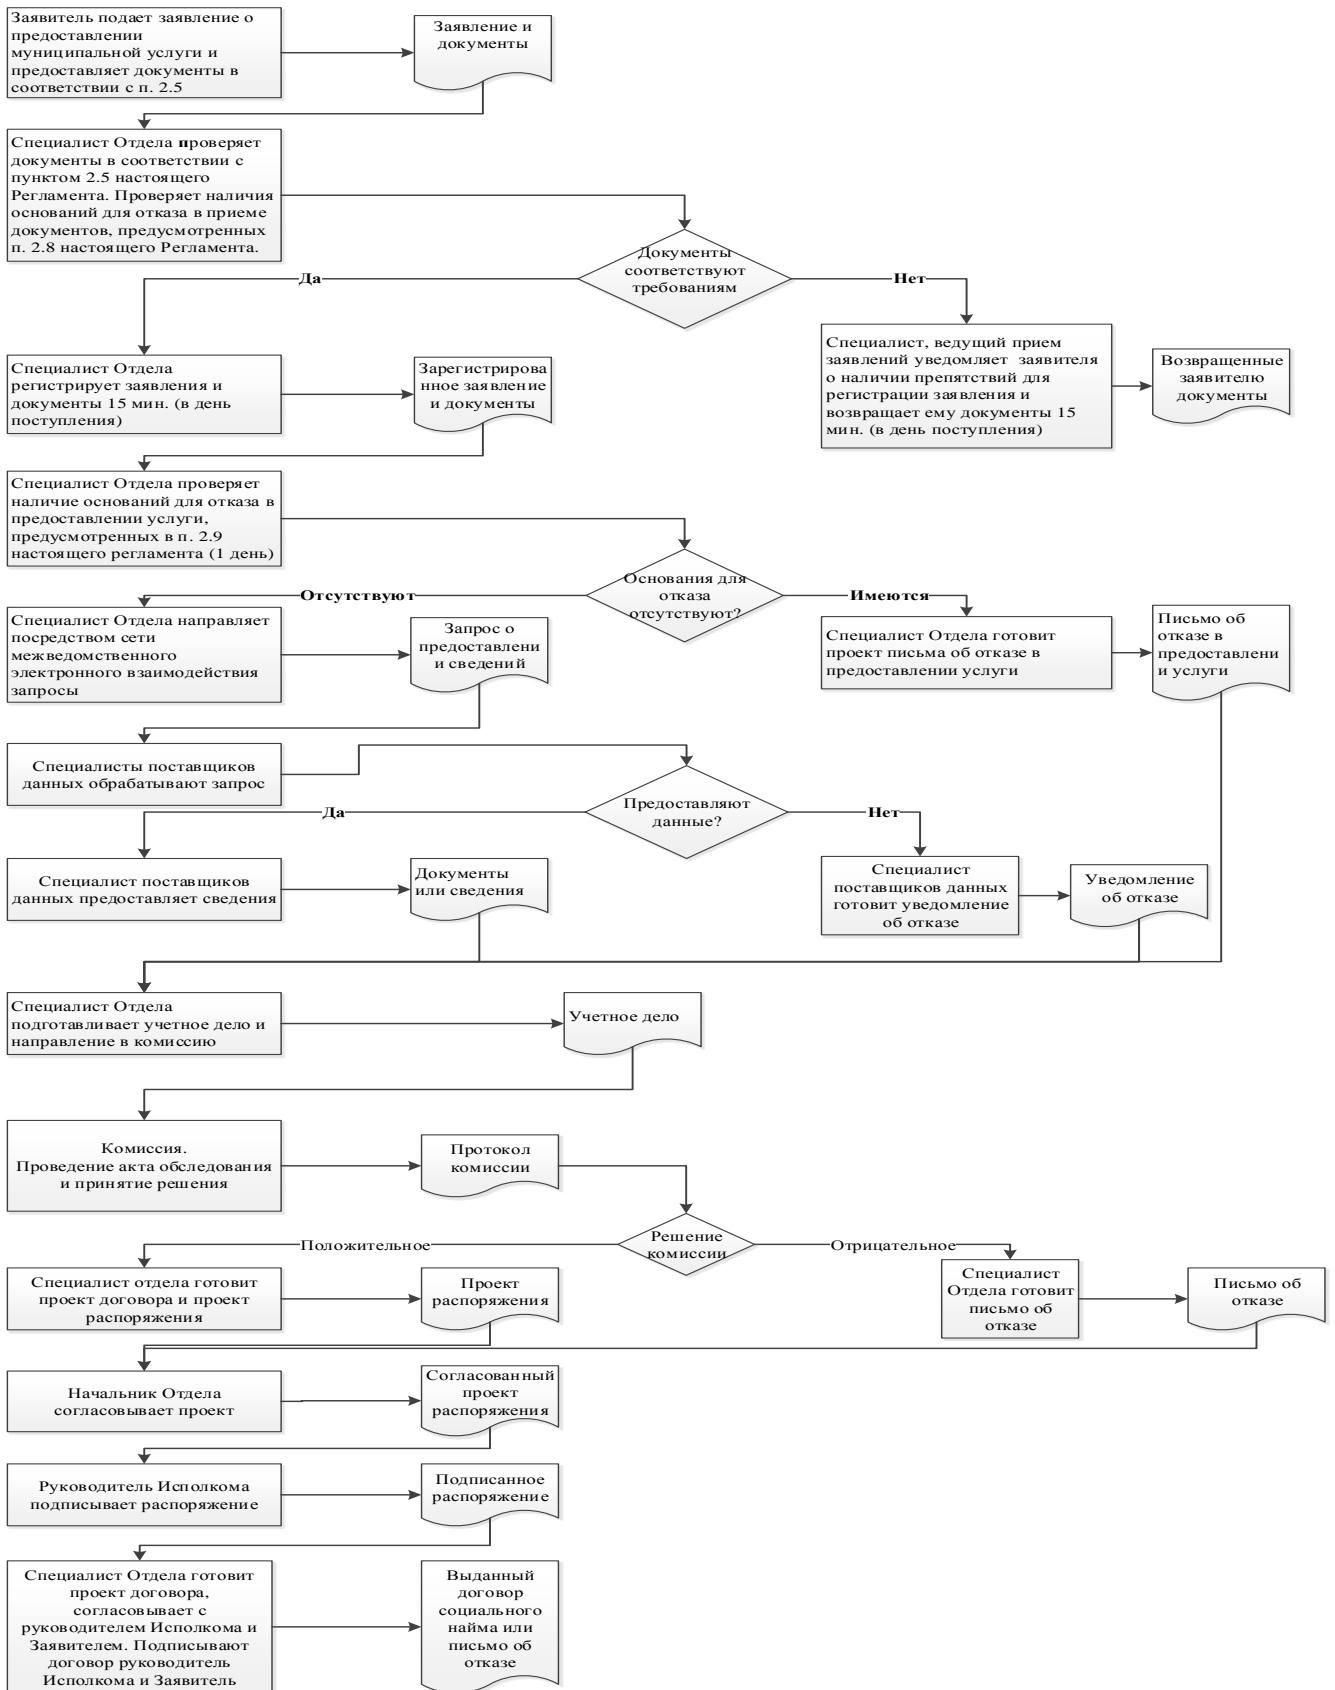 Заявитель подает заявление о
предоставлении
муниципальной услуги и
предоставляет документы в
соответствии с п. 2.5
Заявление и
документы
Специалист Отдела проверяет
документы в соответствии с
пунктом 2.5 настоящего
Регламента. Проверяет наличия
оснований для отказа в приеме
документов, предусмотренных
п. 2.8 настоящего Регламента.
Документы
соответствуют
требованиям
Да
Нет
Специалист Отдела
регистрирует заявления и
документы 15 мин. (в день
поступления)
Зарегистрирова
нное заявление
и документы
Специалист, ведущий прием
заявлений уведомляет заявителя
о наличии препятствий для
регистрации заявления и
возвращает ему документы 15
мин. (в день поступления)
Возвращенные
заявителю
документы
Специалист Отдела проверяет
наличие оснований для отказа в
предоставлении услуги,
предусмотренных в п. 2.9
настоящего регламента (1 день)
Основания для
отказа
отсутствуют?
Отсутствуют
Имеются
Специалист Отдела направляет
посредством сети
межведомственного
электронного взаимодействия
запросы
Запрос о
предоставлени
и сведений
Специалист Отдела готовит
проект письма об отказе в
предоставлении услуги
Письмо об
отказе в
предоставлени
и услуги
Специалисты поставщиков
данных обрабатывают запрос
Предоставляют
данные?
Да
Нет
Специалист поставщиков
данных предоставляет сведения
Документы
или сведения
Специалист
поставщиков данных
готовит уведомление
об отказе
Уведомление
об отказе
Специалист Отдела
подготавливает учетное дело и
направление в комиссию
Учетное дело
Комиссия.
Проведение акта обследования
и принятие решения
Протокол
комиссии
Решение
комиссии
Положительное
Отрицательное
Специалист отдела готовит
проект договора и проект
распоряжения
Проект
распоряжения
Специалист
Отдела готовит
письмо об
отказе
Письмо об
отказе
Начальник Отдела
согласовывает проект
Согласованный
проект
распоряжения
Руководитель Исполкома
подписывает распоряжение
Подписанное
распоряжение
Специалист Отдела готовит
проект договора,
согласовывает с
руководителем Исполкома и
Заявителем. Подписывают
договор руководитель
Исполкома и Заявитель
Выданный
договор
социального
найма или
письмо об
отказе